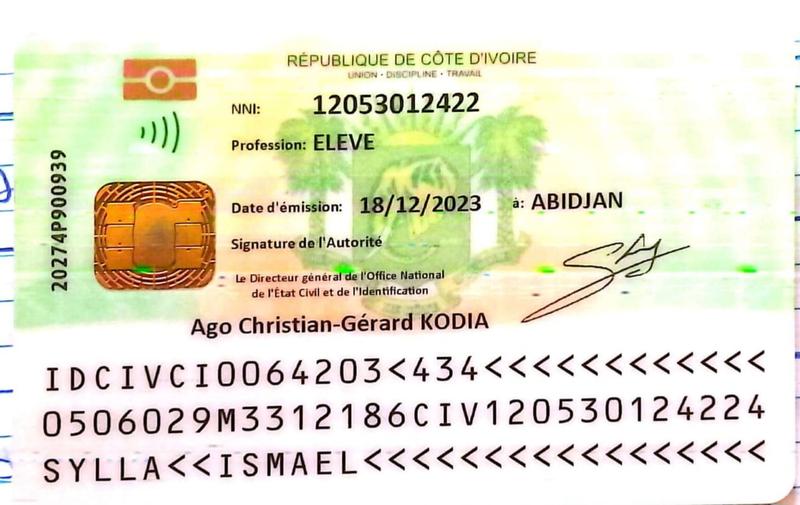 RÉPUBLIQUE DE CÔTE D'IVOIRE
UNION - DISCIPLINE - TRAVAIL
NNI: 12053012422
Profession: ELEVE
20274P900939
Date d'émission: 18/12/2023 à: ABIDJAN
Signature de l'Autorité
Le Directeur général de l'Office National
de l'État Civil et de l'Identification
Ago Christian-Gérard KODIA
IDCIVCI0064203<434<<<<<<<<<<<<
0506029M3312186CIV120530124224
SYLLA<<ISMAEL<<<<<<<<<<<<<<<<<